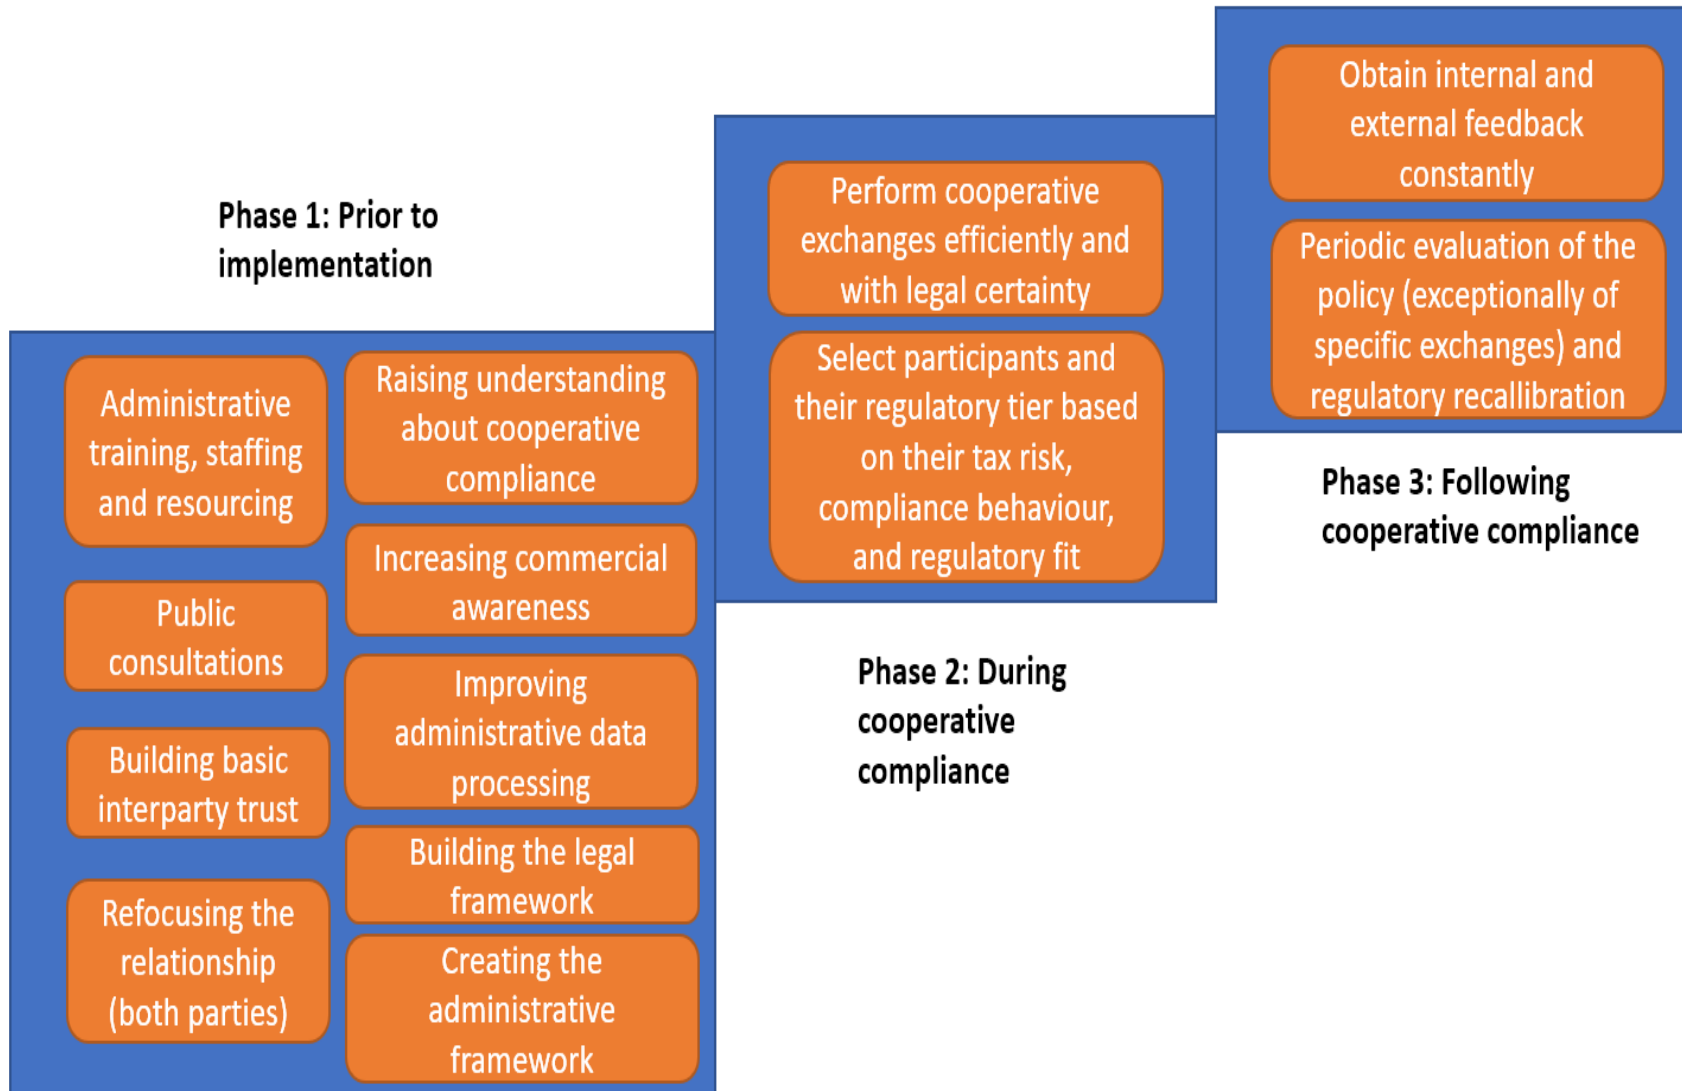 Phase 1: Prior to
implementation
Administrative
training, staffing
and resourcing
Public
consultations
Building basic
interparty trust
Refocusing the
relationship
(both parties)
Raising understanding
about cooperative
compliance
Increasing commercial
awareness
Improving
administrative data
processing
Building the legal
framework
Creating the
administrative
framework
Perform cooperative
exchanges efficiently and
with legal certainty
Select participants and
their regulatory tier based
on their tax risk,
compliance behaviour,
and regulatory fit
Phase 2: During
cooperative
compliance
Obtain internal and
external feedback
constantly
Periodic evaluation of the
policy (exceptionally of
specific exchanges) and
regulatory recallibration
Phase 3: Following
cooperative compliance